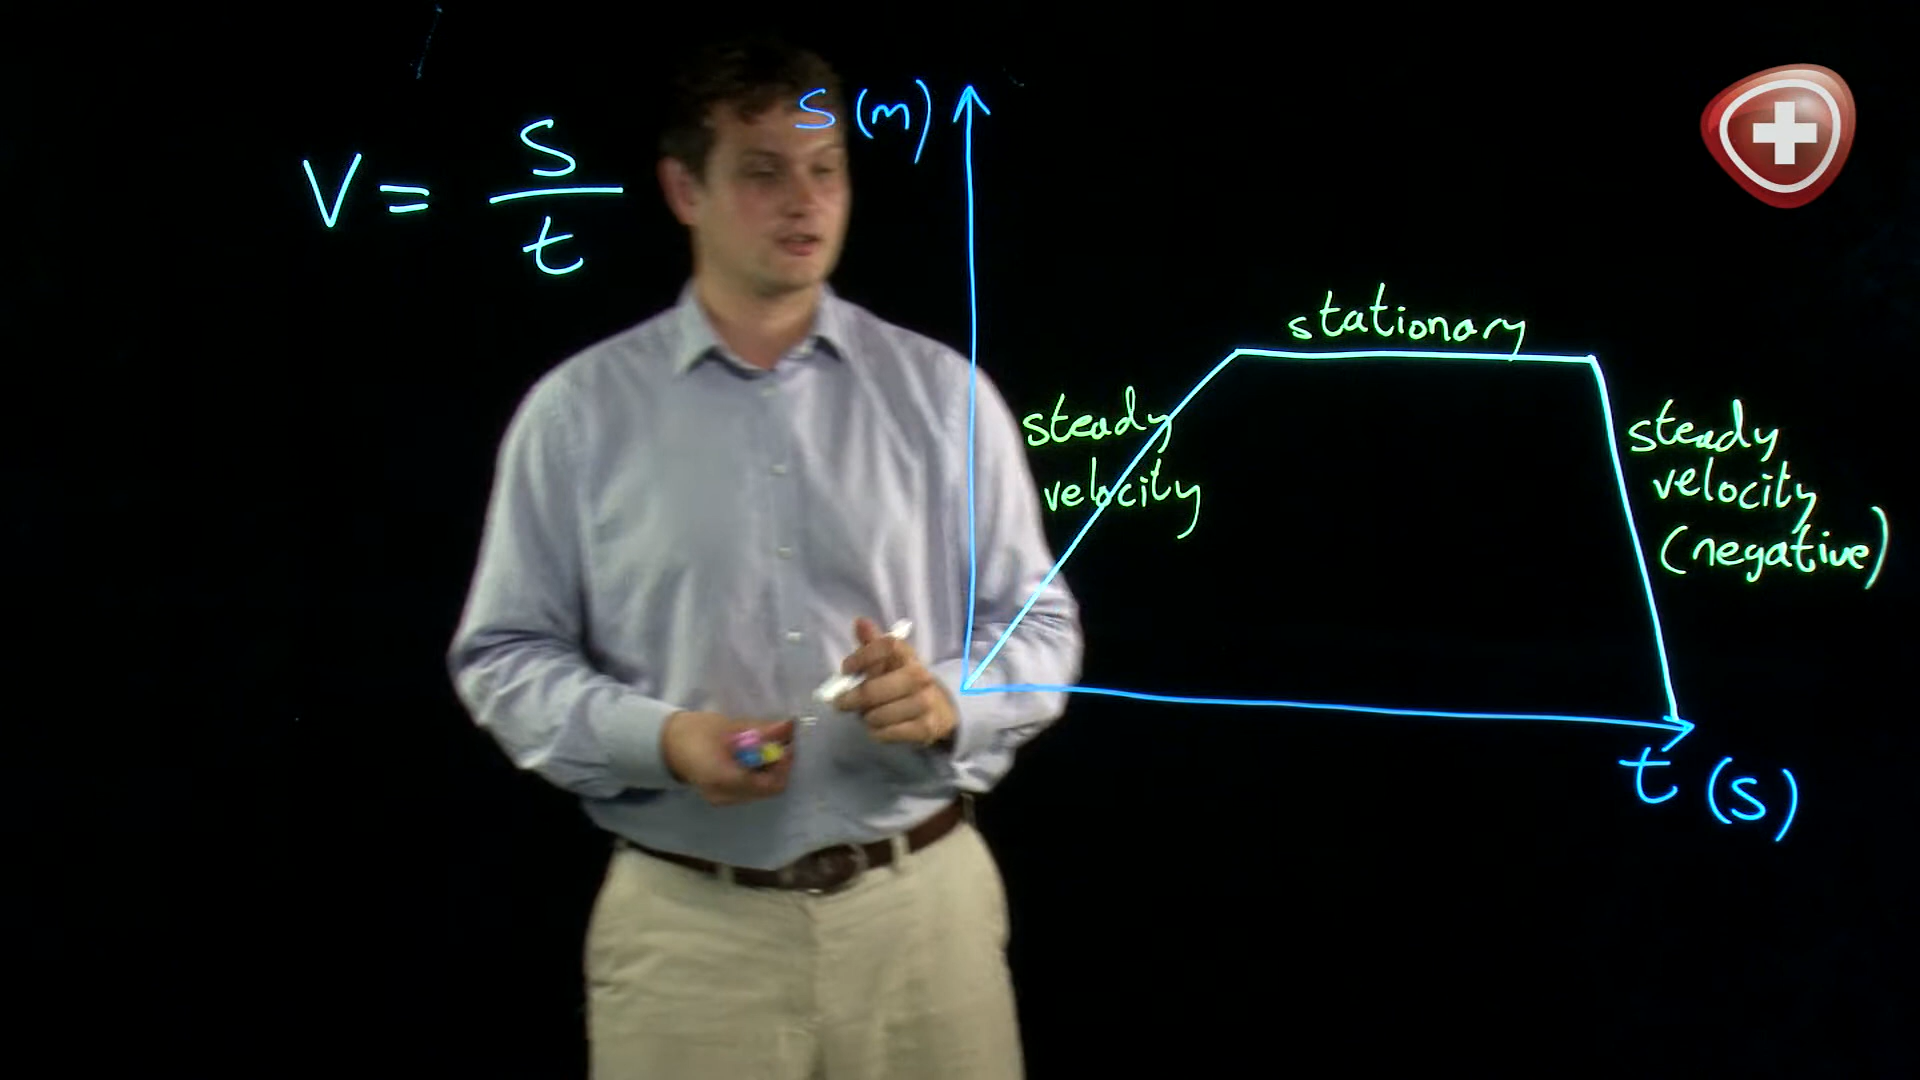 V = s/t
s (m)
stationary
steady
velocity
steady
velocity
(negative)
t (s)